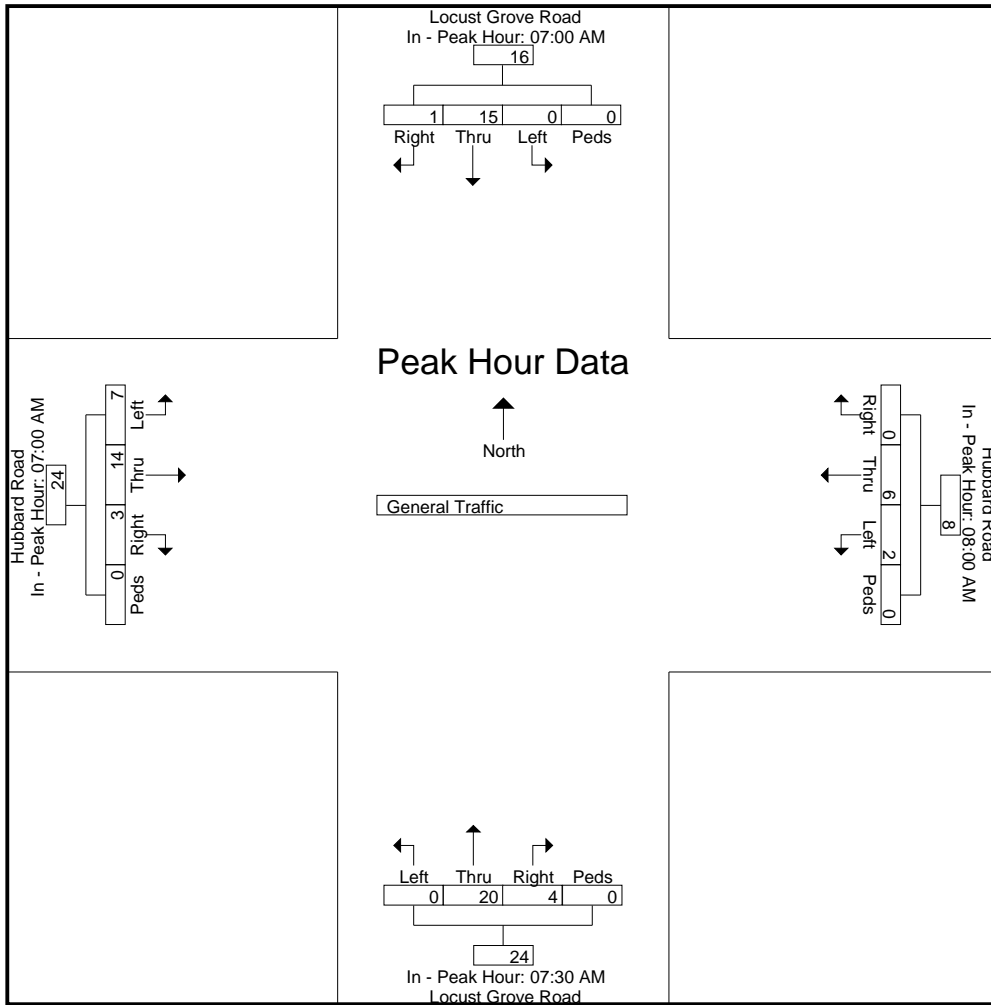 Locust Grove Road
In - Peak Hour: 07:00 AM
16
1 15 0 0
Right Thru Left Peds
Peak Hour Data
North
General Traffic
Hubbard Road
In - Peak Hour: 07:00 AM
24
7 14 3 0
Left Thru Right Peds
Hubbard Road
In - Peak Hour: 08:00 AM
8
0 6 2 0
Right Thru Left Peds
Left Thru Right Peds
0 20 4 0
24
In - Peak Hour: 07:30 AM
Locust Grove Road